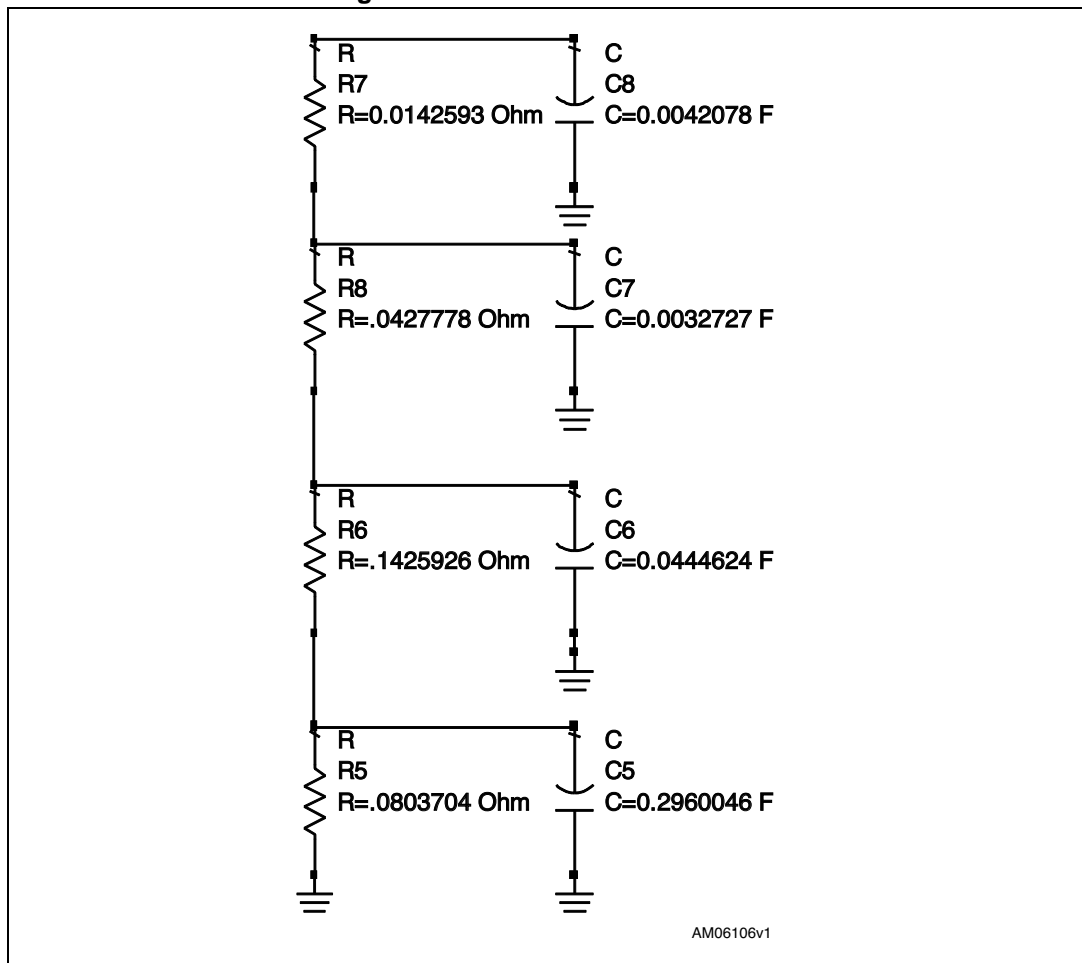 R
R7
R=0.0142593 Ohm
C
C8
C=0.0042078 F
R
R8
R=.0427778 Ohm
C
C7
C=0.0032727 F
R
R6
R=.1425926 Ohm
C
C6
C=0.0444624 F
R
R5
R=.0803704 Ohm
C
C5
C=0.2960046 F
AM06106v1